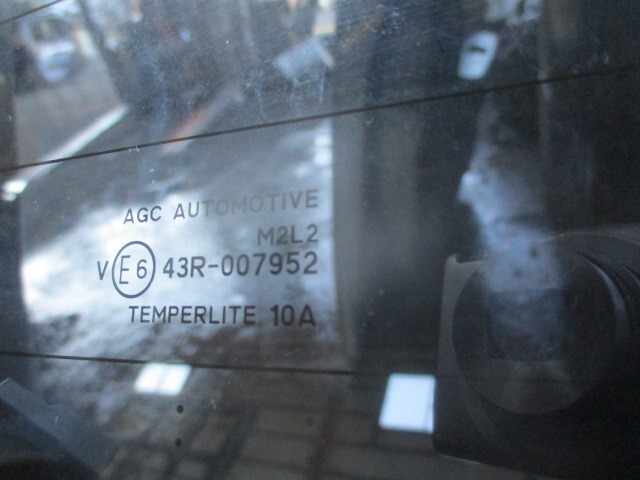 AGC AUTOMOTIVE
M2L2
V E6 43R-007952
TEMPERLITE 10A